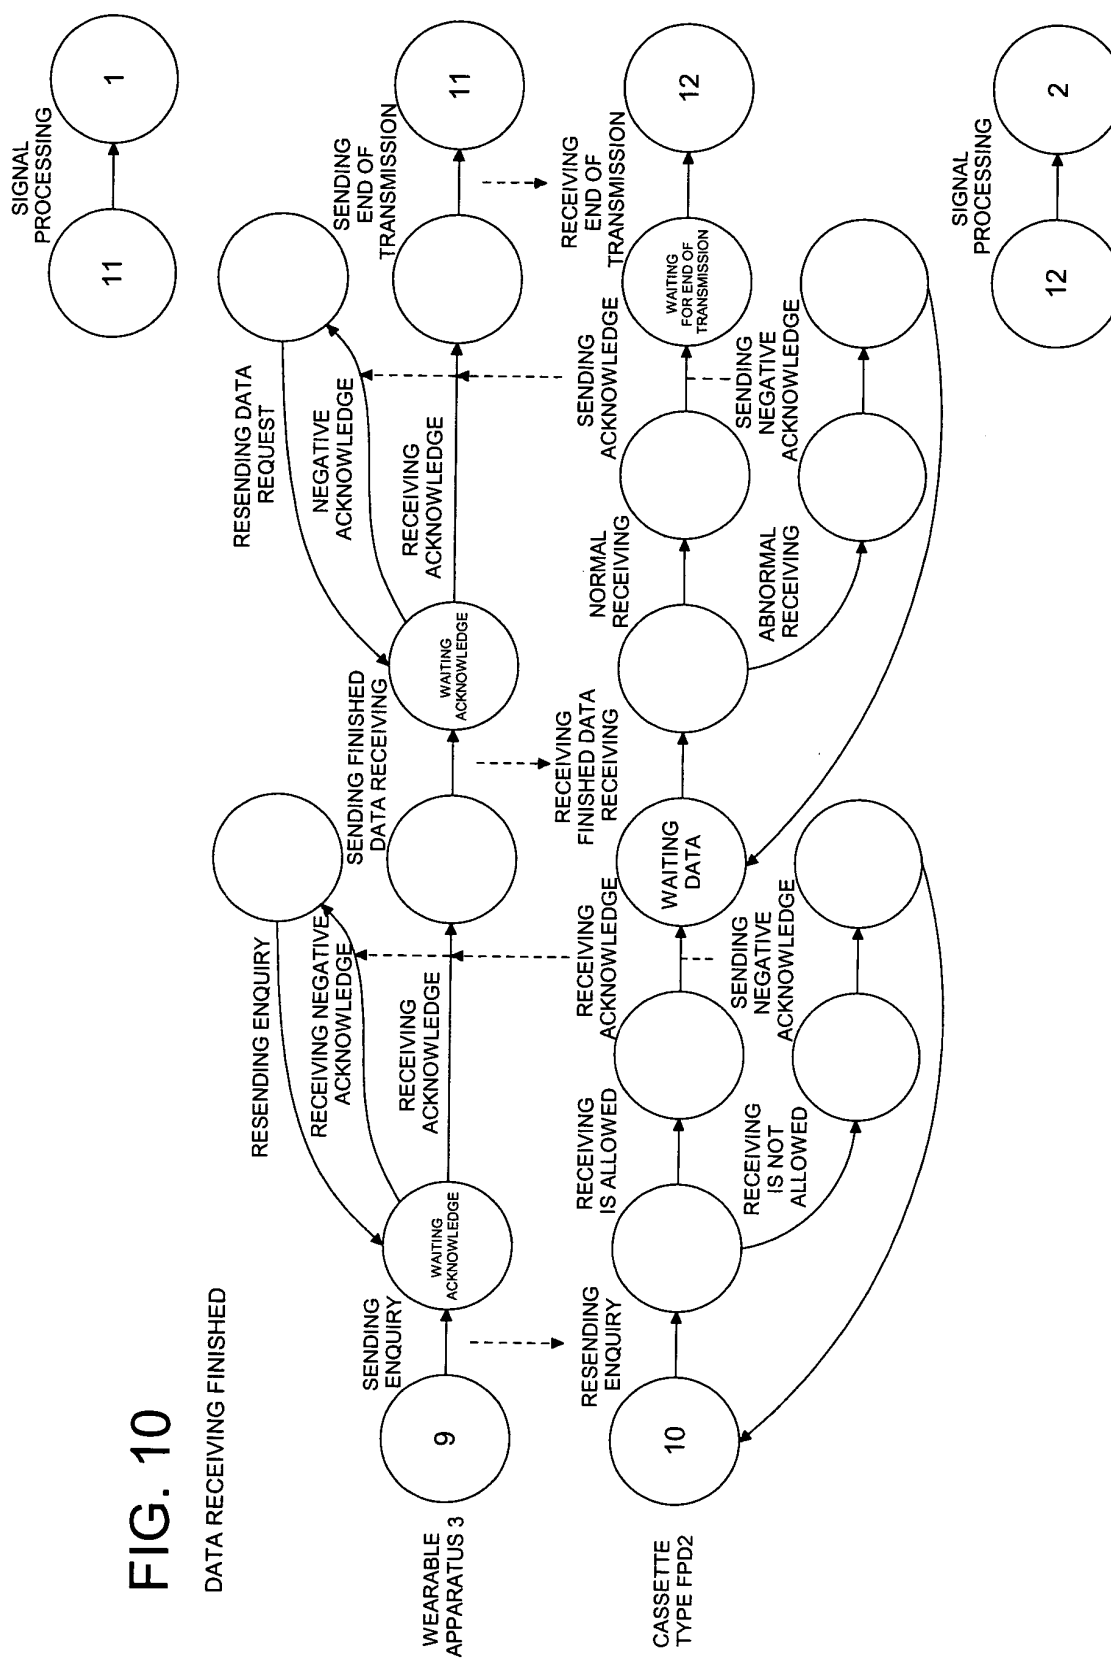 FIG. 10
DATA RECEIVING FINISHED
WEARABLE
APPARATUS 3
9
SENDING
ENQUIRY
WAITING
ACKNOWLEDGE
RESENDING ENQUIRY
RECEIVING NEGATIVE
ACKNOWLEDGE
RECEIVING
ACKNOWLEDGE
SENDING FINISHED
DATA RECEIVING
WAITING
ACKNOWLEDGE
RESENDING DATA
REQUEST
NEGATIVE
ACKNOWLEDGE
RECEIVING
ACKNOWLEDGE
SENDING
END OF
TRANSMISSION
11
SIGNAL
PROCESSING
11
1
CASSETTE
TYPE FPD2
10
RESENDING
ENQUIRY
RECEIVING
IS ALLOWED
RECEIVING
IS NOT
ALLOWED
RECEIVING
ACKNOWLEDGE
SENDING
NEGATIVE
ACKNOWLEDGE
WAITING
DATA
RECEIVING
FINISHED DATA
RECEIVING
NORMAL
RECEIVING
ABNORMAL
RECEIVING
SENDING
ACKNOWLEDGE
SENDING
NEGATIVE
ACKNOWLEDGE
WAITING
FOR END OF
TRANSMISSION
RECEIVING
END OF
TRANSMISSION
12
SIGNAL
PROCESSING
12
2